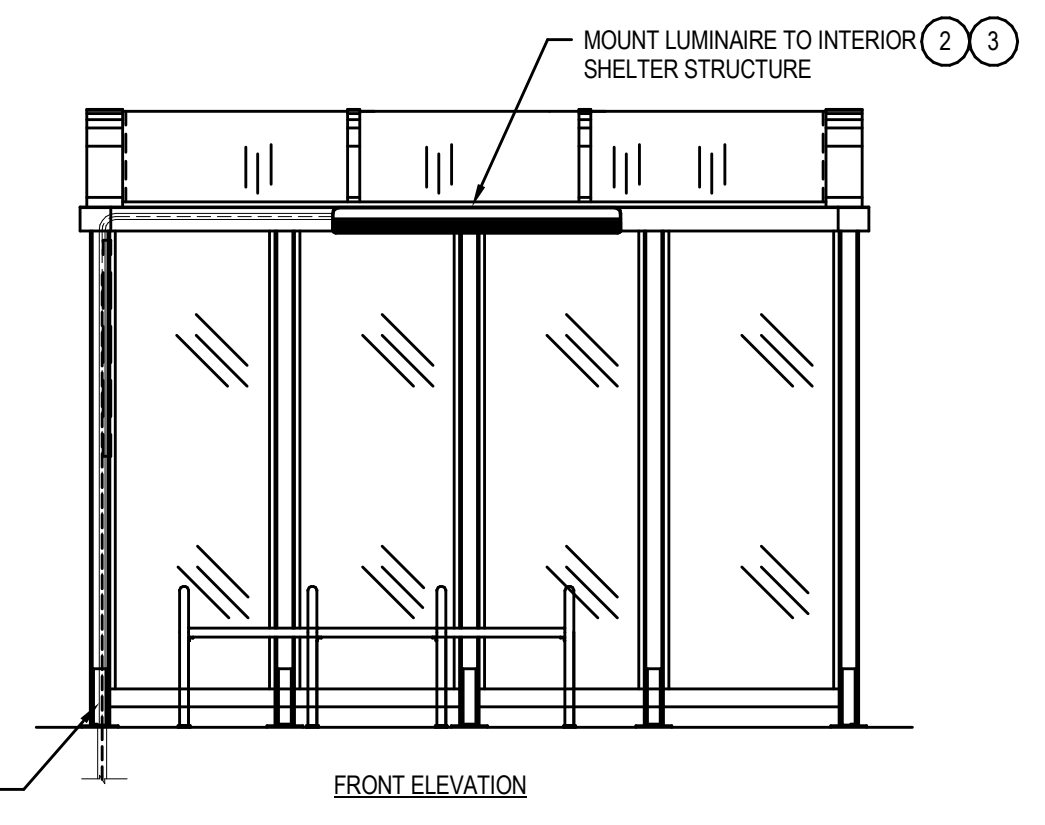 MOUNT LUMINAIRE TO INTERIOR 2 3
SHELTER STRUCTURE
FRONT ELEVATION